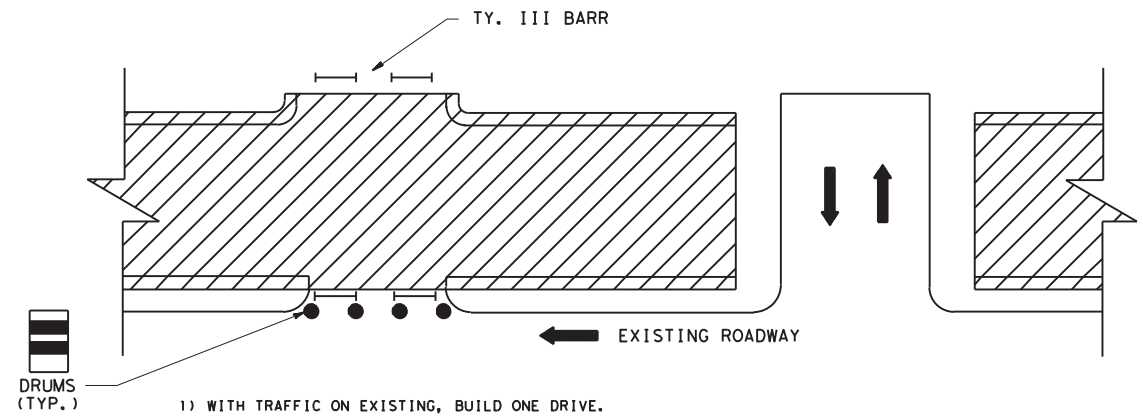 TY. III BARR
EXISTING ROADWAY
DRUMS
(TYP.)
1) WITH TRAFFIC ON EXISTING, BUILD ONE DRIVE.